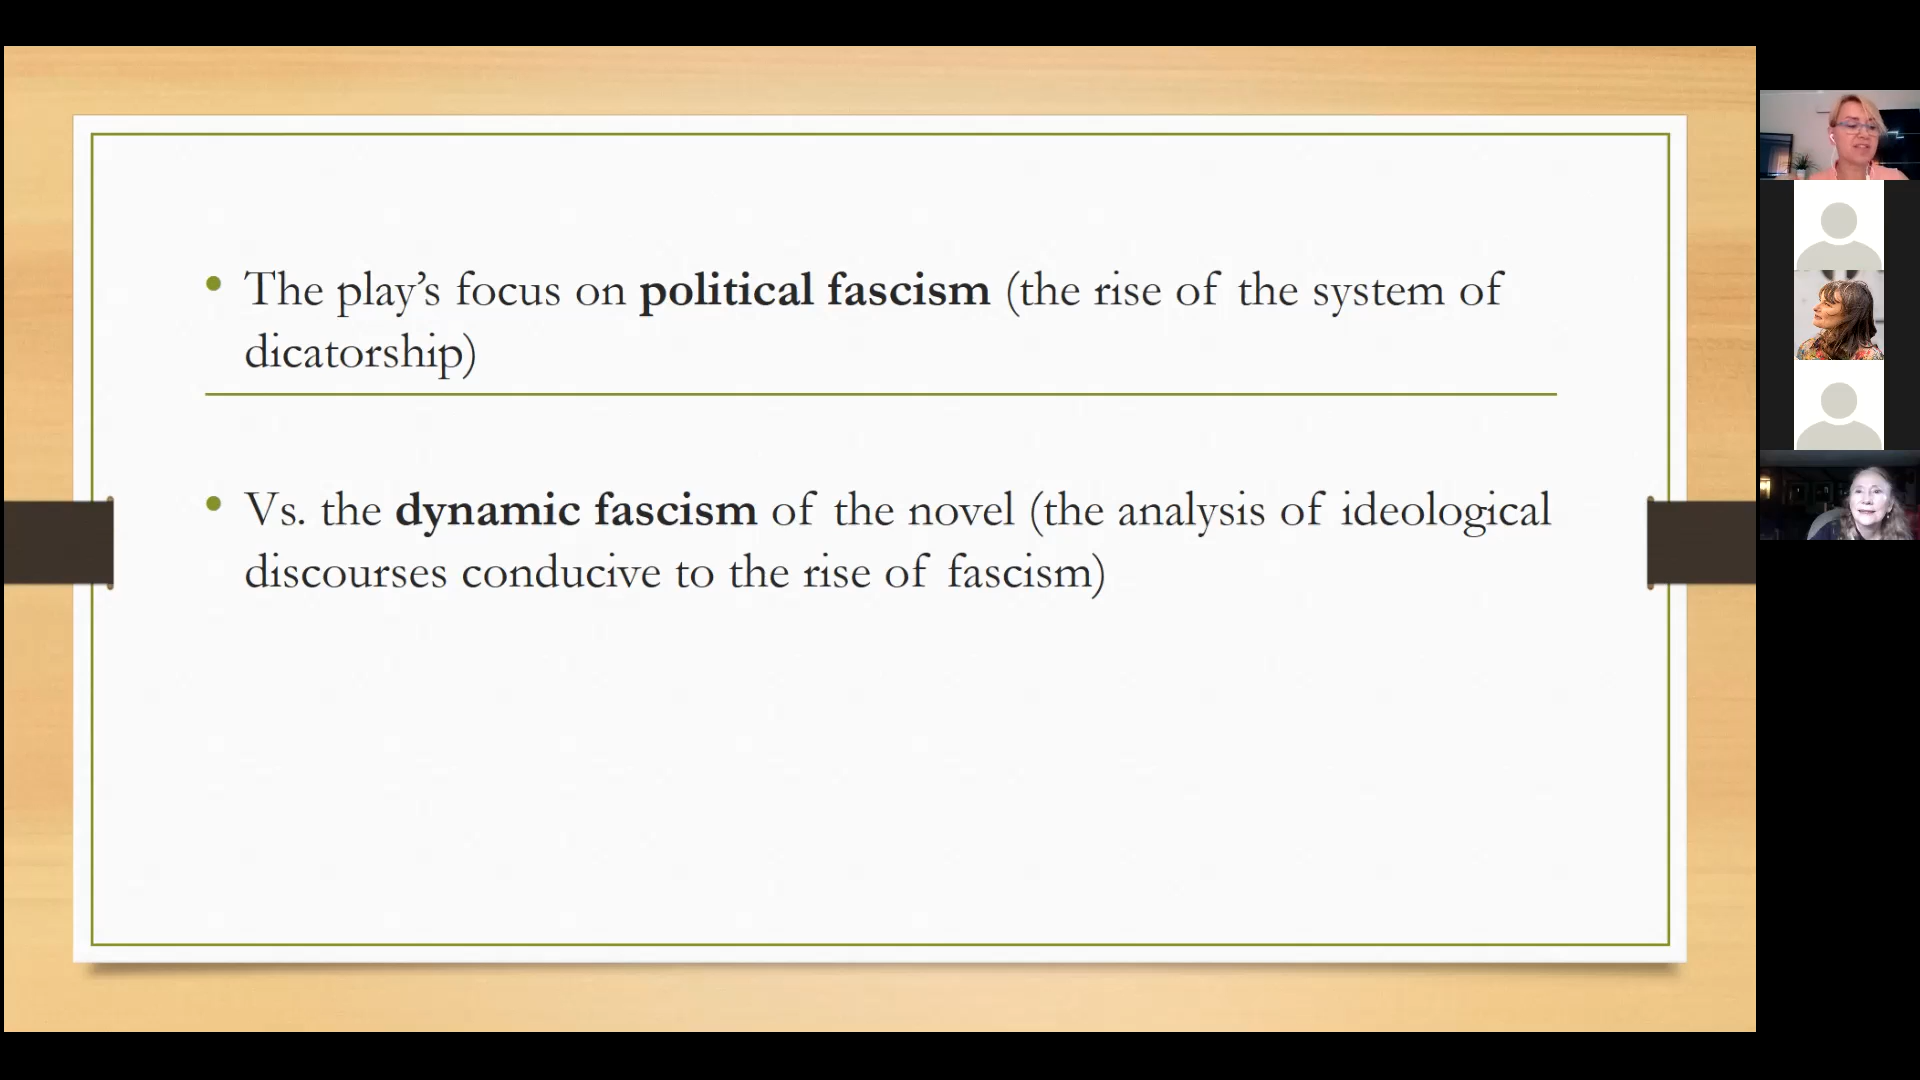 • The play’s focus on political fascism (the rise of the system of
dicatorship)
• Vs. the dynamic fascism of the novel (the analysis of ideological
discourses conducive to the rise of fascism)